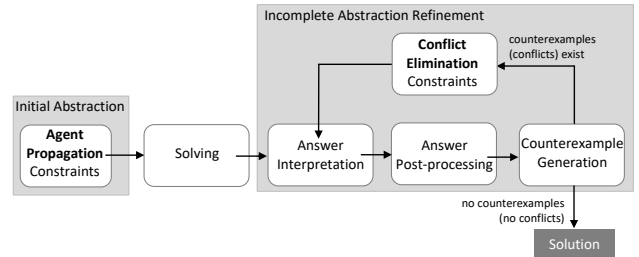 Incomplete Abstraction Refinement
Conflict
Elimination
Constraints
counterexamples
(conflicts) exist
Initial Abstraction
Agent
Propagation
Constraints
Solving
Answer
Interpretation
Answer
Post-processing
Counterexample
Generation
no counterexamples
(no conflicts)
Solution